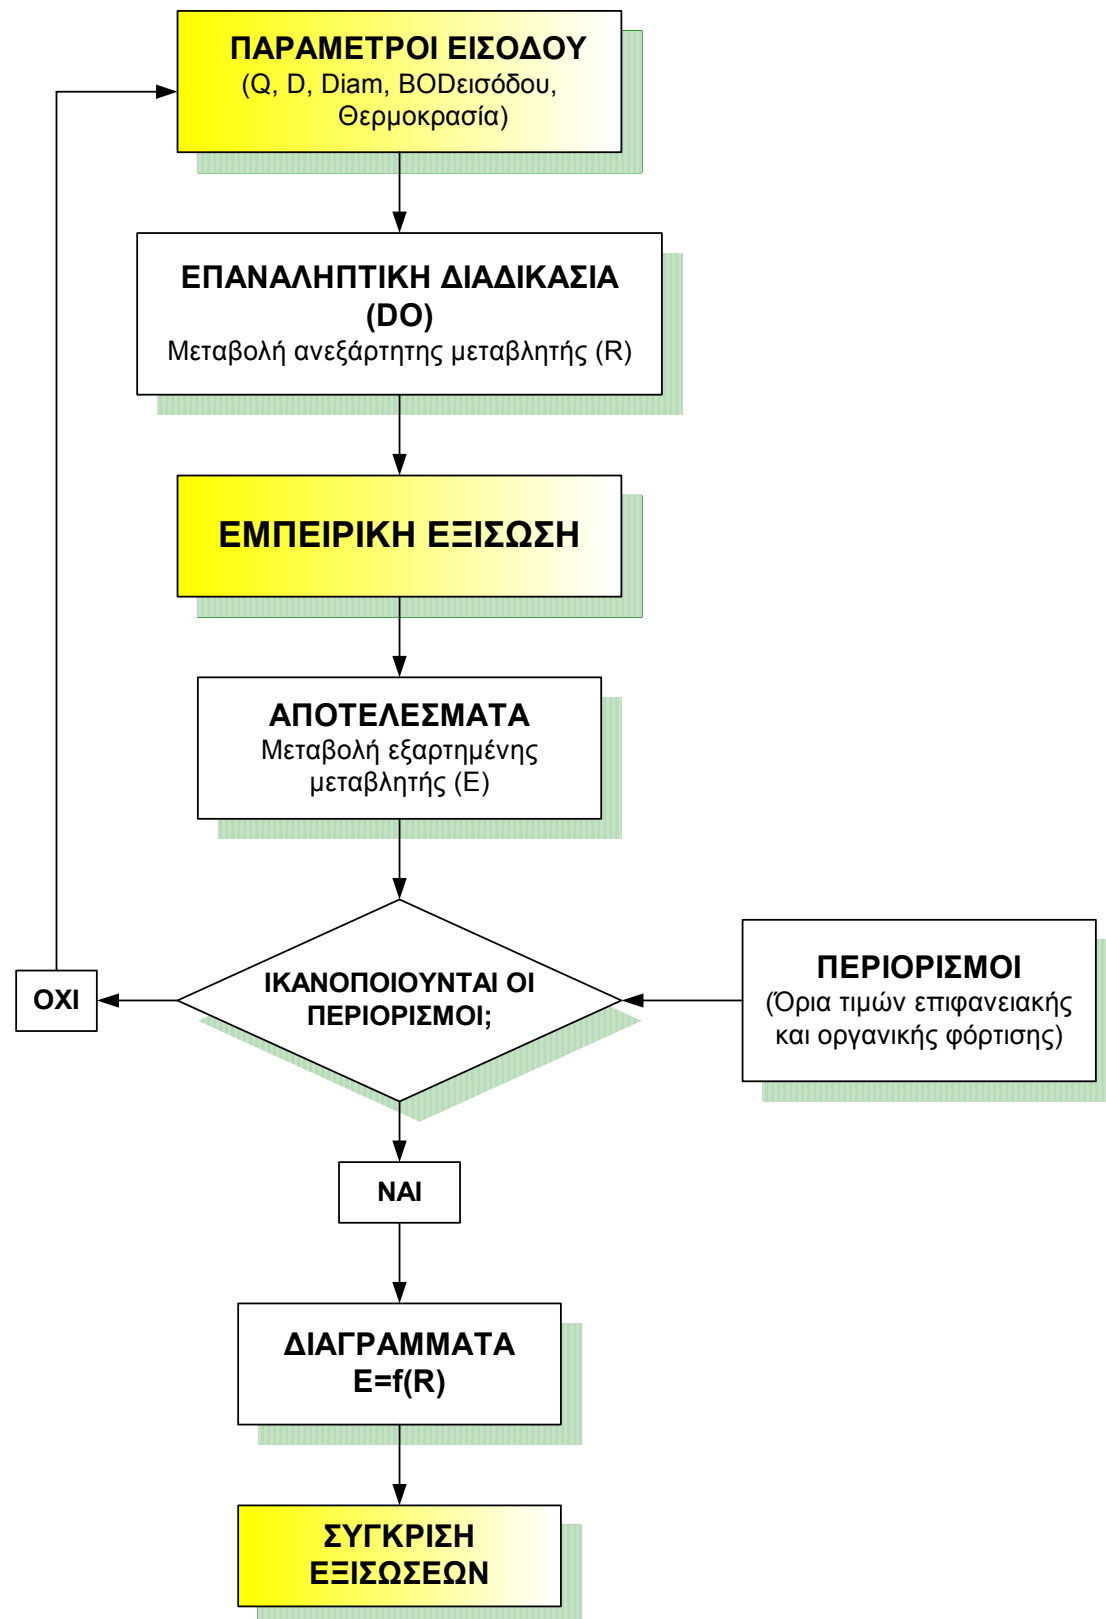 ΠΑΡΑΜΕΤΡΟΙ ΕΙΣΟΔΟΥ
(Q, D, Diam, BODεισόδου,
Θερμοκρασία)
ΕΠΑΝΑΛΗΠΤΙΚΗ ΔΙΑΔΙΚΑΣΙΑ
(DO)
Μεταβολή ανεξάρτητης μεταβλητής (R)
ΕΜΠΕΙΡΙΚΗ ΕΞΙΣΩΣΗ
ΑΠΟΤΕΛΕΣΜΑΤΑ
Μεταβολή εξαρτημένης
μεταβλητής (Ε)
ΙΚΑΝΟΠΟΙΟΥΝΤΑΙ ΟΙ
ΠΕΡΙΟΡΙΣΜΟΙ;
ΟΧΙ
ΠΕΡΙΟΡΙΣΜΟΙ
(Όρια τιμών επιφανειακής
και οργανικής φόρτισης)
ΝΑΙ
ΔΙΑΓΡΑΜΜΑΤΑ
E=f(R)
ΣΥΓΚΡΙΣΗ
ΕΞΙΣΩΣΕΩΝ